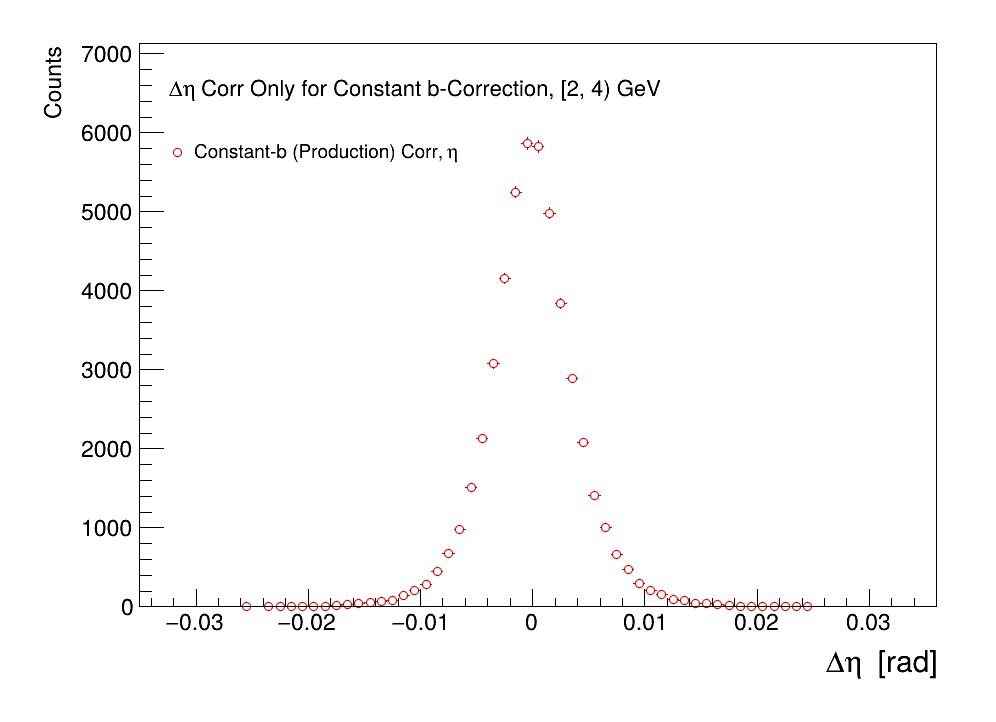 Counts
7000
6000
5000
4000
3000
2000
1000
0
Δη Corr Only for Constant b-Correction, [2, 4) GeV
Constant-b (Production) Corr, η
−0.03 −0.02 −0.01 0 0.01 0.02 0.03
Δη [rad]